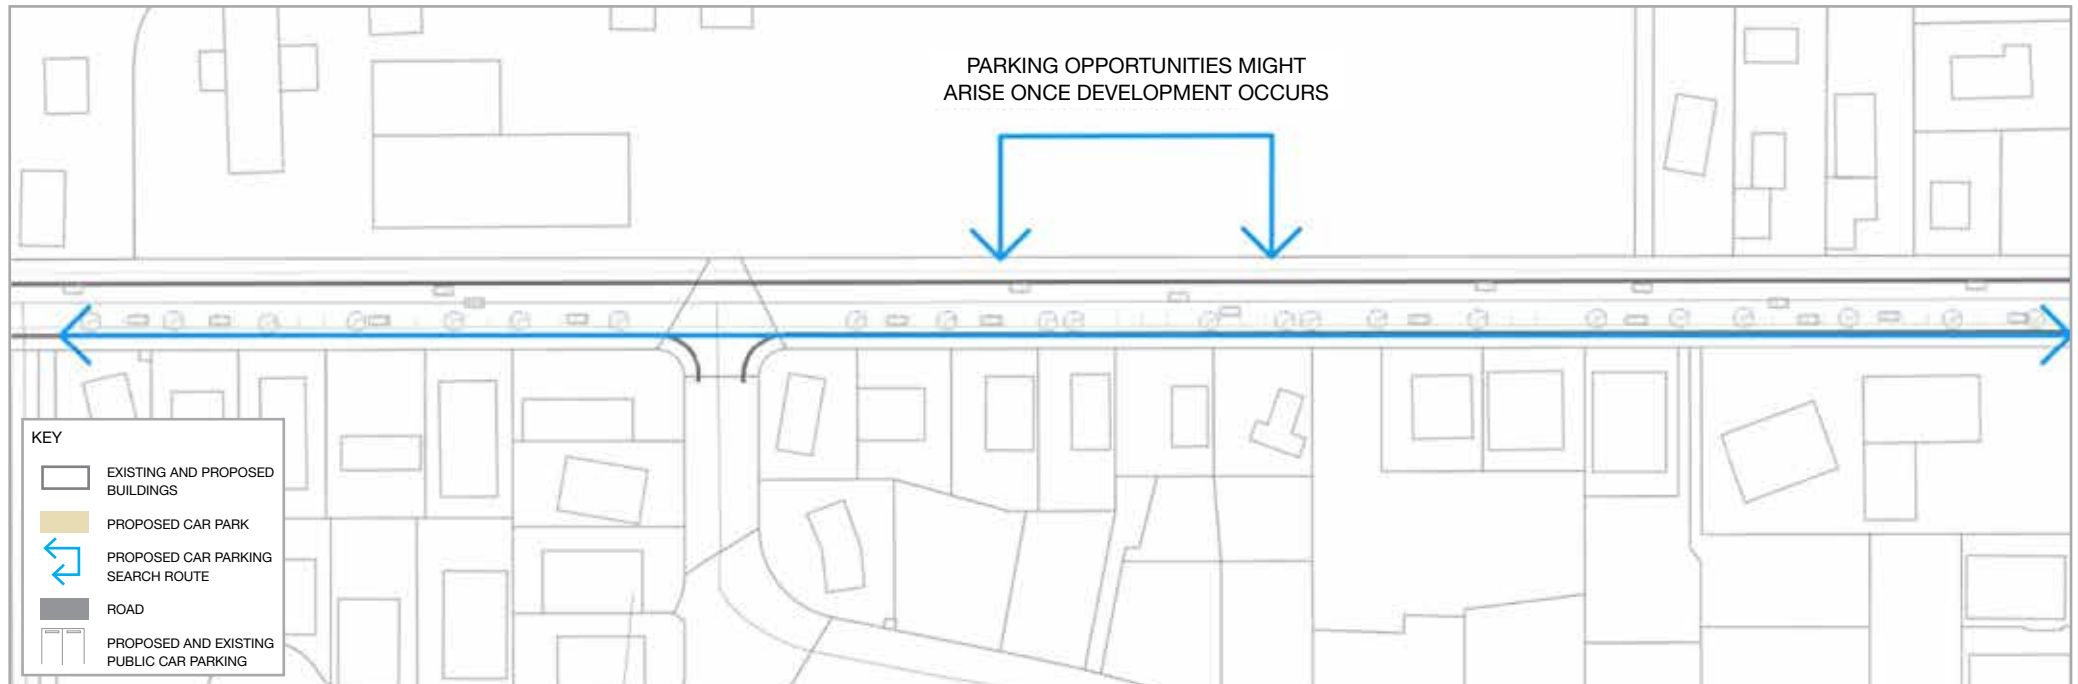 PARKING OPPORTUNITIES MIGHT
ARISE ONCE DEVELOPMENT OCCURS
KEY
EXISTING AND PROPOSED
BUILDINGS
PROPOSED CAR PARK
PROPOSED CAR PARKING
SEARCH ROUTE
ROAD
PROPOSED AND EXISTING
PUBLIC CAR PARKING